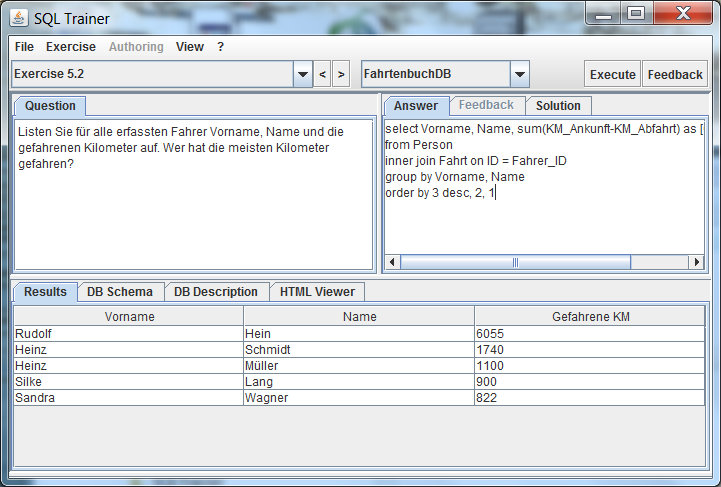 SQL Trainer
File Exercise Authoring View ?
Exercise 5.2 < > FahrtenbuchDB Execute Feedback
Question
Listen Sie für alle erfassten Fahrer Vorname, Name und die
gefahrenen Kilometer auf. Wer hat die meisten Kilometer
gefahren?
Answer Feedback Solution
select Vorname, Name, sum(KM_Ankunft-KM_Abfahrt) as [
from Person
inner join Fahrt on ID = Fahrer_ID
group by Vorname, Name
order by 3 desc, 2, 1
Results DB Schema DB Description HTML Viewer
Vorname Name Gefahrene KM
Rudolf Hein 6055
Heinz Schmidt 1740
Heinz Müller 1100
Silke Lang 900
Sandra Wagner 822